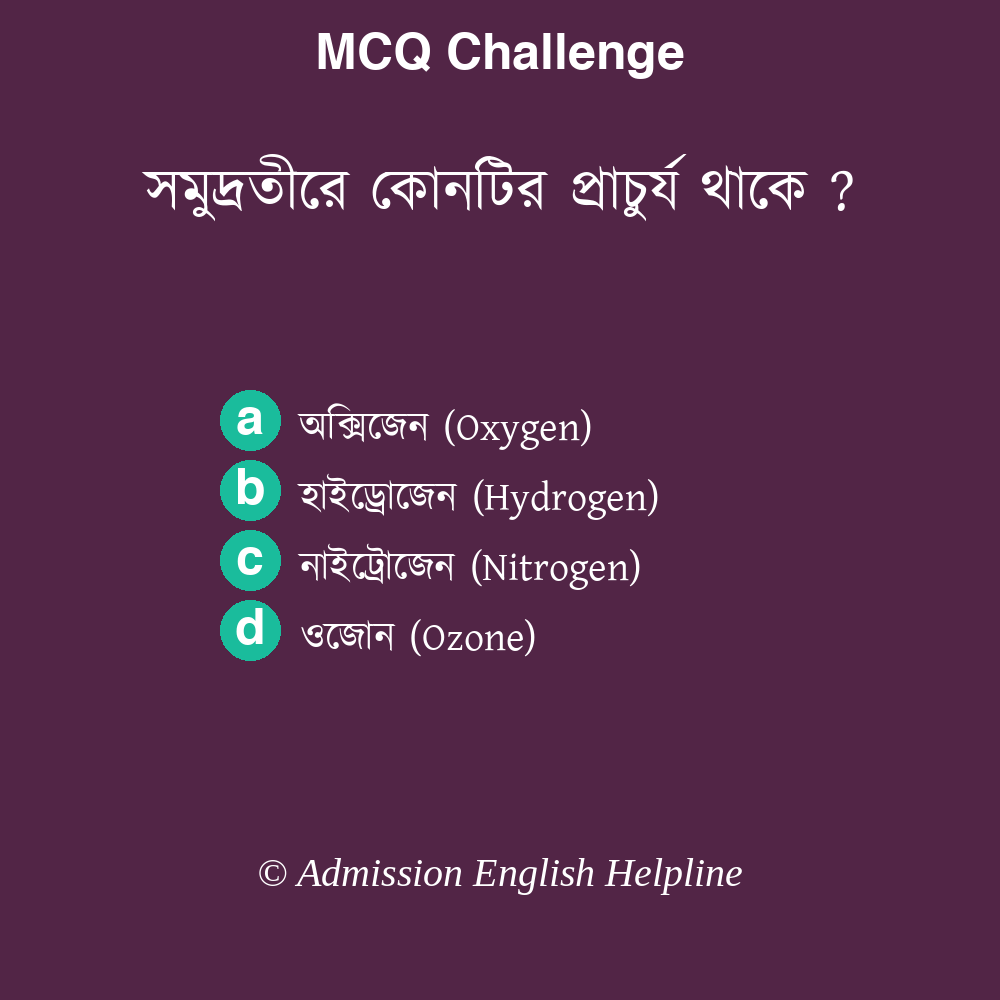 MCQ Challenge
সমুদ্রতীরে কোনটির প্রাচুর্য থাকে ?
a অক্সিজেন (Oxygen)
b হাইড্রোজেন (Hydrogen)
c নাইট্রোজেন (Nitrogen)
d ওজোন (Ozone)
© Admission English Helpline